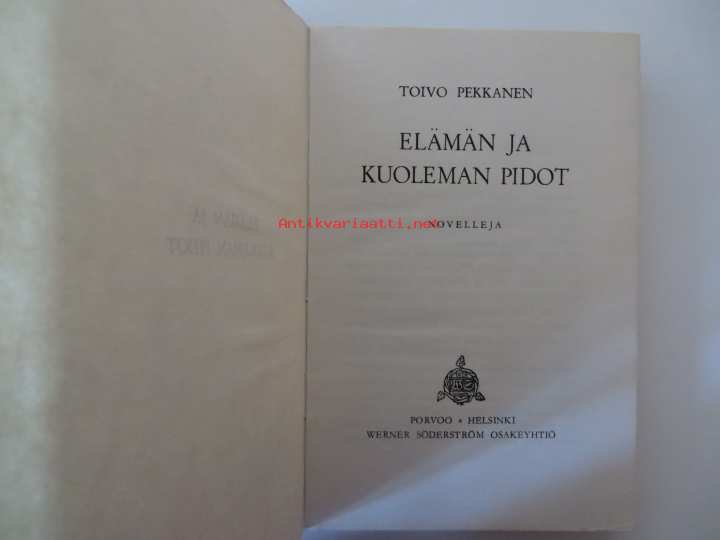 TOIVO PEKKANEN
ELÄMÄN JA
KUOLEMAN PIDOT
Antikvariaatti.net
NOVELLEJA
PORVOO • HELSINKI
WERNER SÖDERSTRÖM OSAKEYHTIÖ